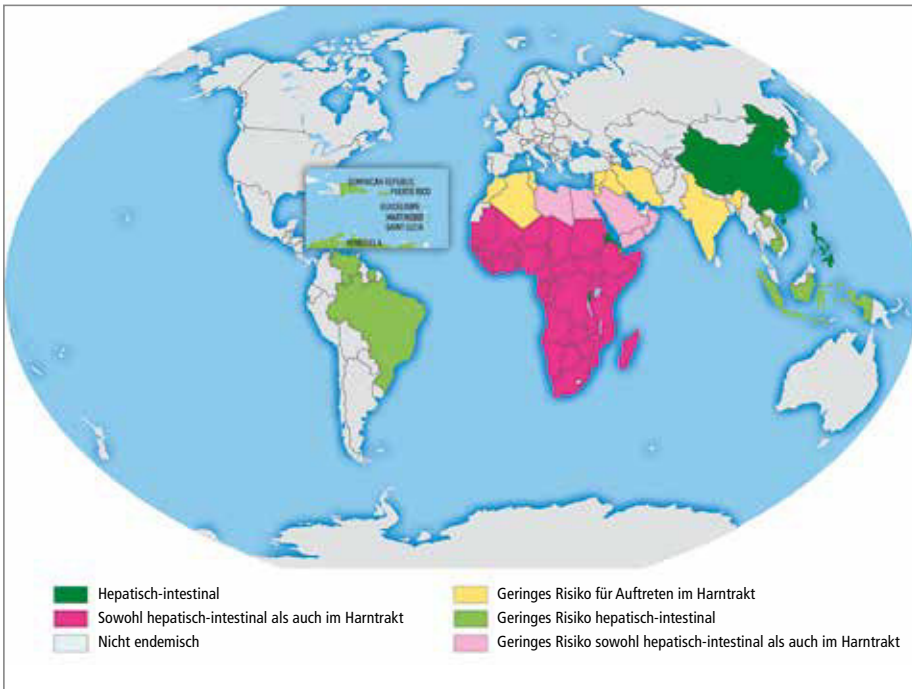 DOMINICAN REPUBLIC
PUERTO RICO
GUADELOUPE
MARTINIQUE
SAINT LUCIA
VENEZUELA
Hepatisch-intestinal
Sowohl hepatisch-intestinal als auch im Harntrakt
Nicht endemisch
Geringes Risiko für Auftreten im Harntrakt
Geringes Risiko hepatisch-intestinal
Geringes Risiko sowohl hepatisch-intestinal als auch im Harntrakt